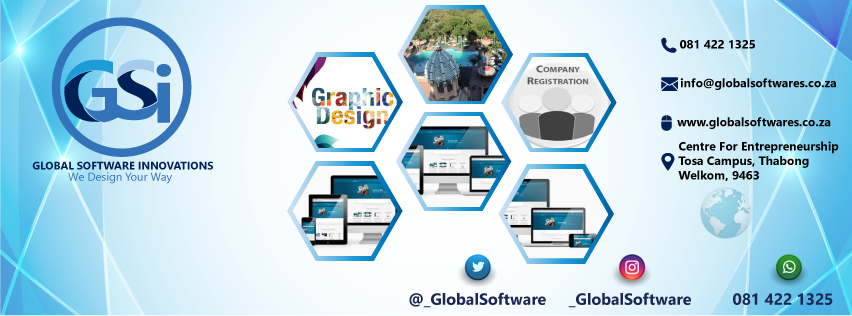 GSi
GLOBAL SOFTWARE INNOVATIONS
We Design Your Way
Graphic
Design
COMPANY
REGISTRATION
081 422 1325
info@globalsoftwares.co.za
www.globalsoftwares.co.za
Centre For Entrepreneurship
Tosa Campus, Thabong
Welkom, 9463
@_GlobalSoftware
_GlobalSoftware
081 422 1325